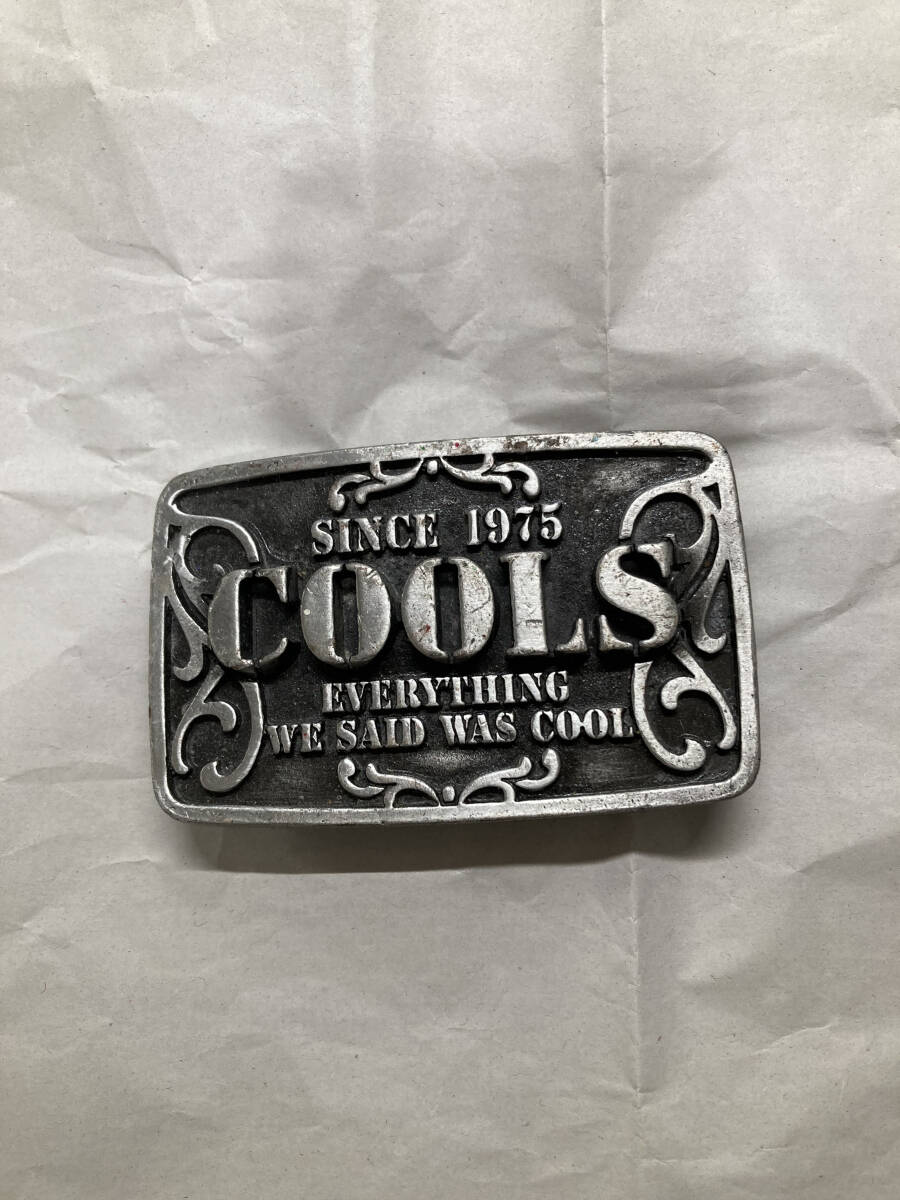 SINCE 1975
COOLS
EVERYTHING
WE SAID WAS COOL